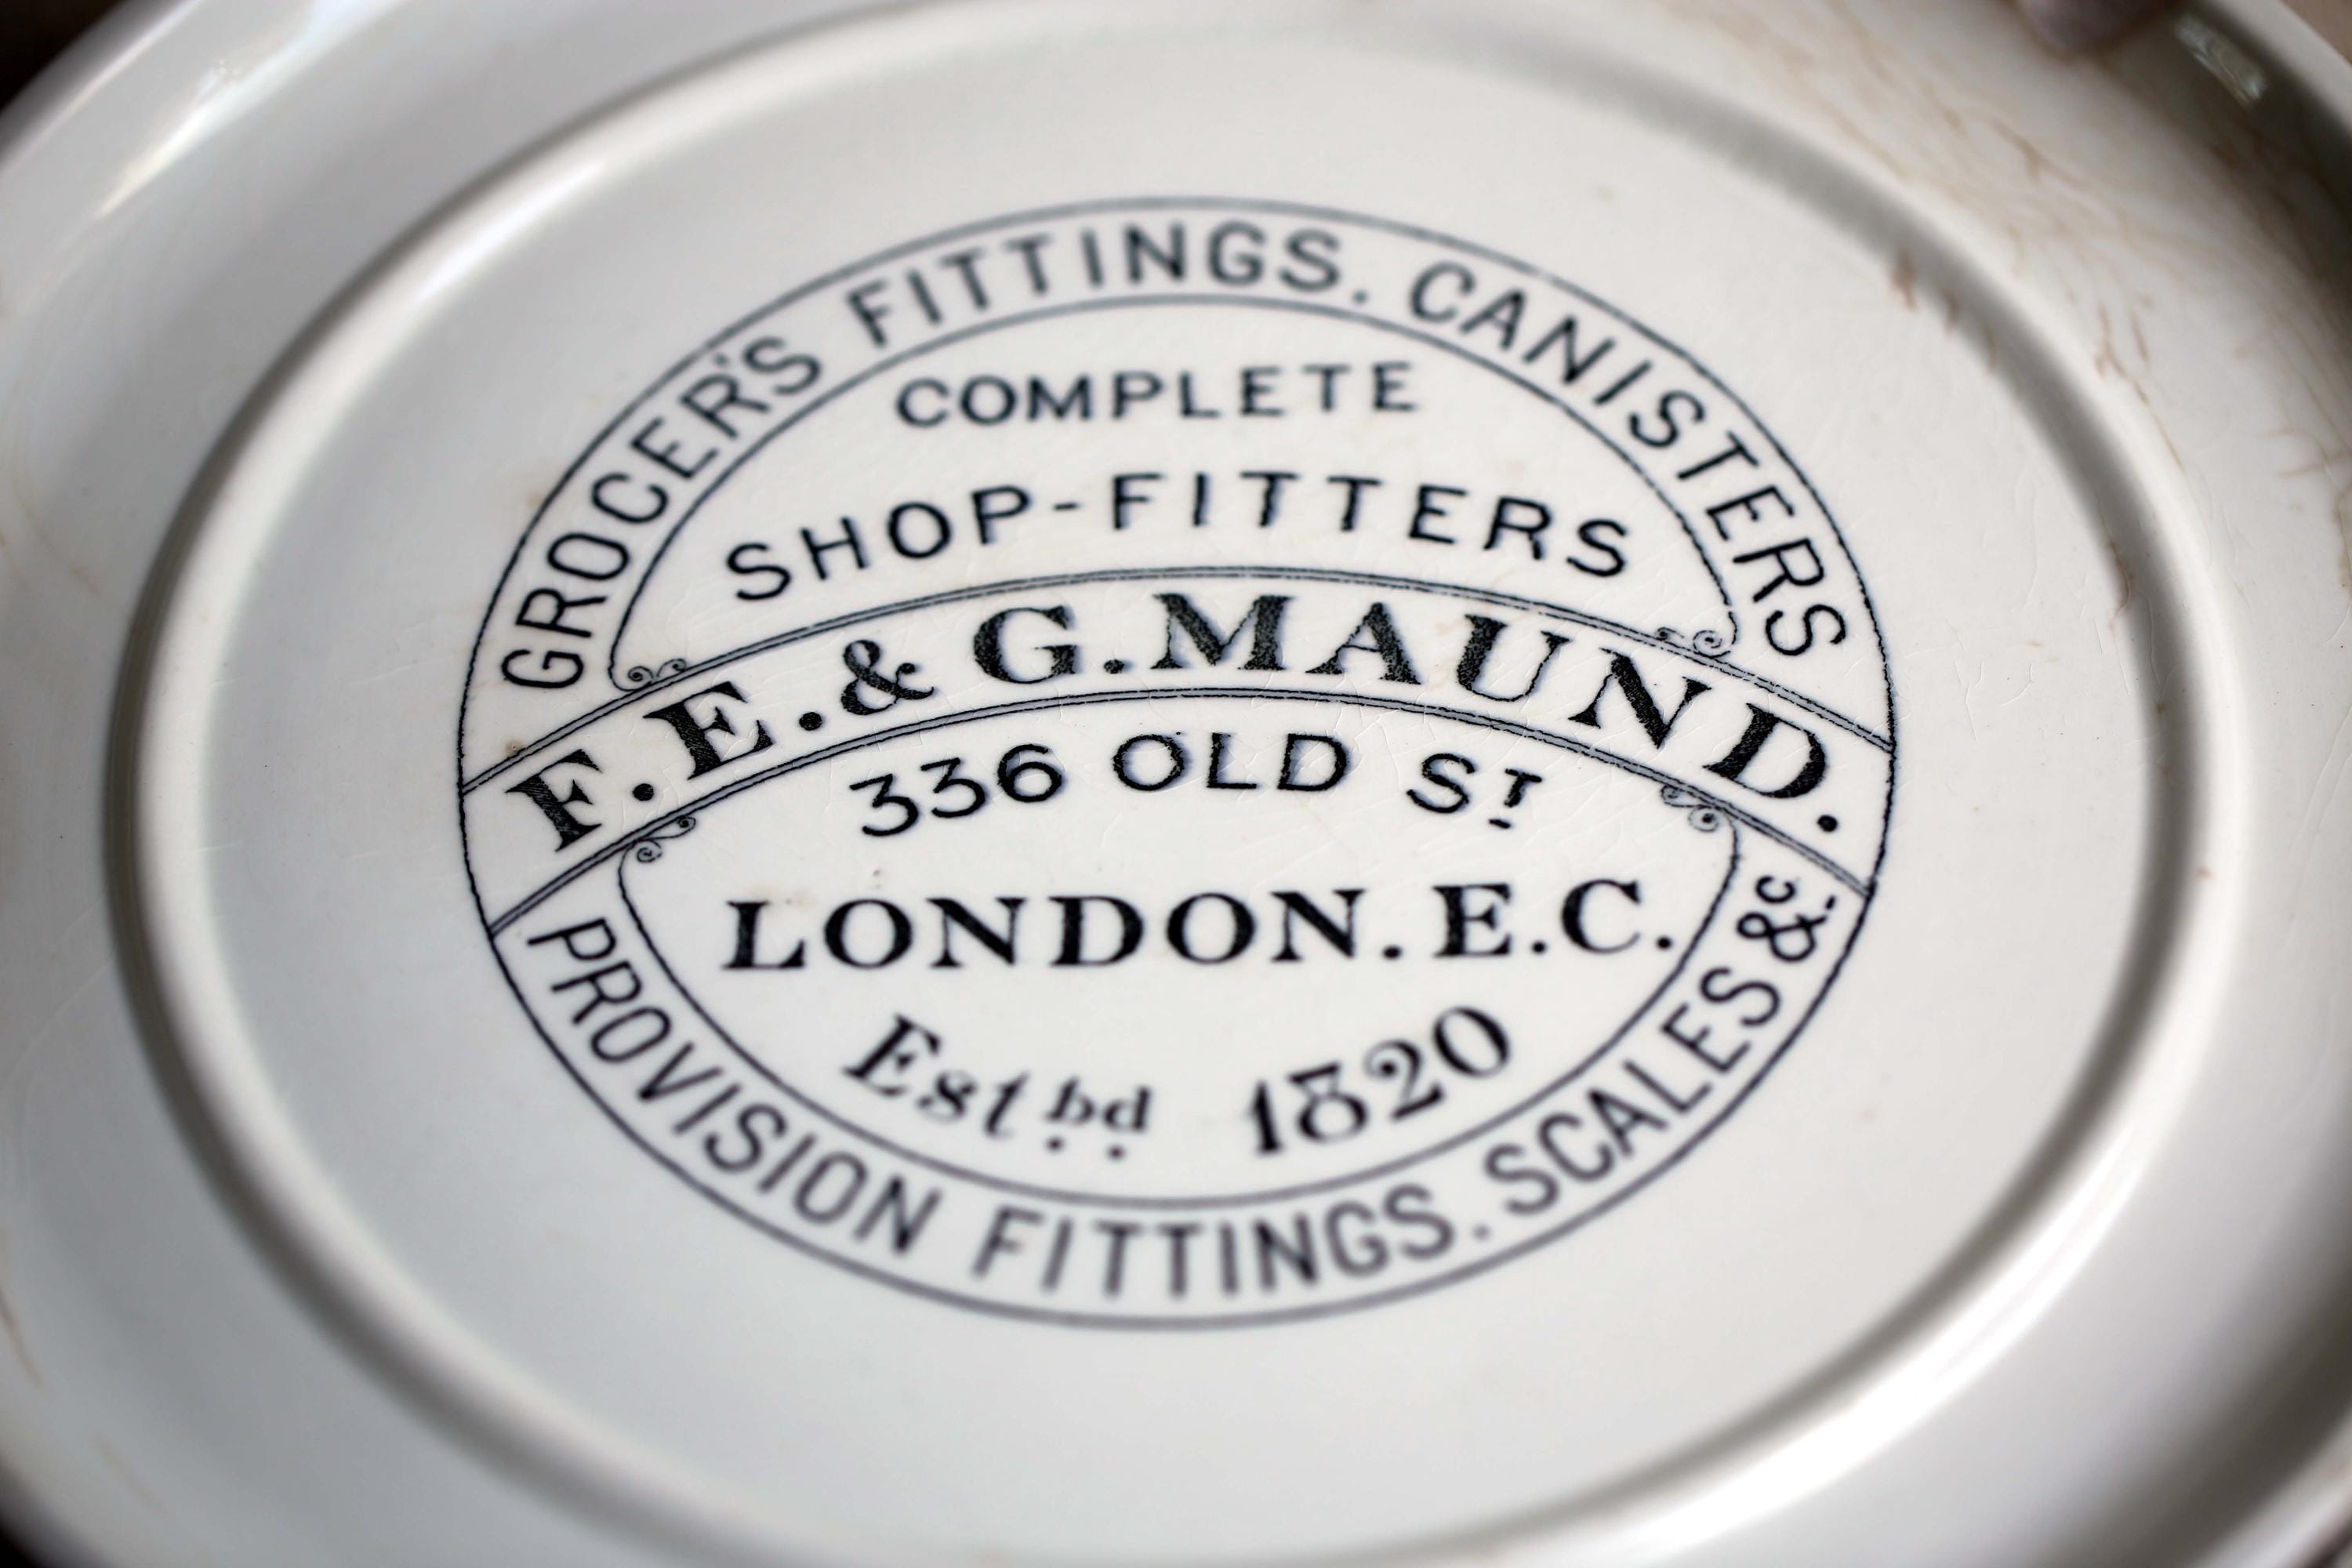 GROCER'S FITTINGS. CANISTERS
COMPLETE
SHOP-FITTERS
F. E. & G. MAUND.
336 OLD ST
LONDON. E.C.
Estbd 1820
PROVISION FITTINGS. SCALES &c